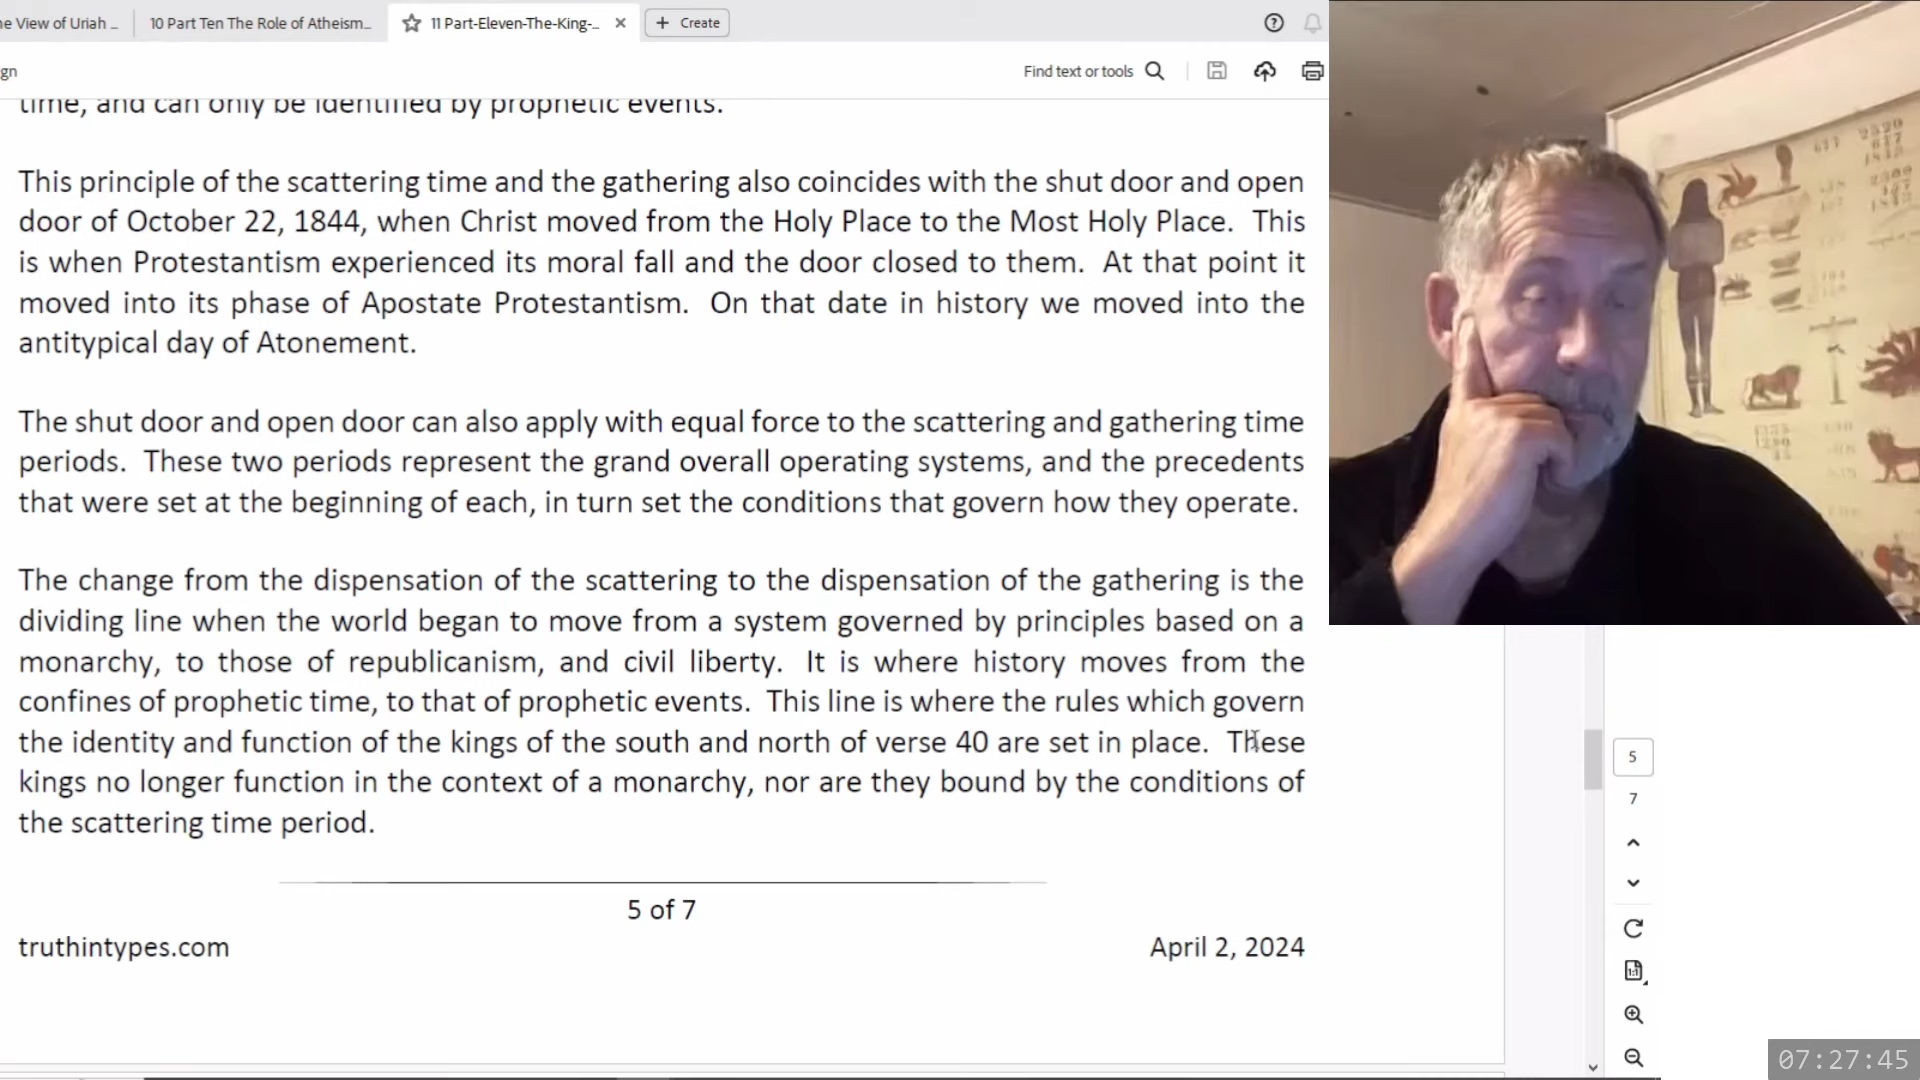 ne View of Uriah ...
10 Part Ten The Role of Atheism...
11 Part-Eleven-The-King-...
Create
gn
Find text or tools
time, and can only be identified by prophetic events.
This principle of the scattering time and the gathering also coincides with the shut door and open
door of October 22, 1844, when Christ moved from the Holy Place to the Most Holy Place. This
is when Protestantism experienced its moral fall and the door closed to them. At that point it
moved into its phase of Apostate Protestantism. On that date in history we moved into the
antitypical day of Atonement.
The shut door and open door can also apply with equal force to the scattering and gathering time
periods. These two periods represent the grand overall operating systems, and the precedents
that were set at the beginning of each, in turn set the conditions that govern how they operate.
The change from the dispensation of the scattering to the dispensation of the gathering is the
dividing line when the world began to move from a system governed by principles based on a
monarchy, to those of republicanism, and civil liberty. It is where history moves from the
confines of prophetic time, to that of prophetic events. This line is where the rules which govern
the identity and function of the kings of the south and north of verse 40 are set in place. These
kings no longer function in the context of a monarchy, nor are they bound by the conditions of
the scattering time period.
5 of 7
truthintypes.com
April 2, 2024
5
7
07:27:45